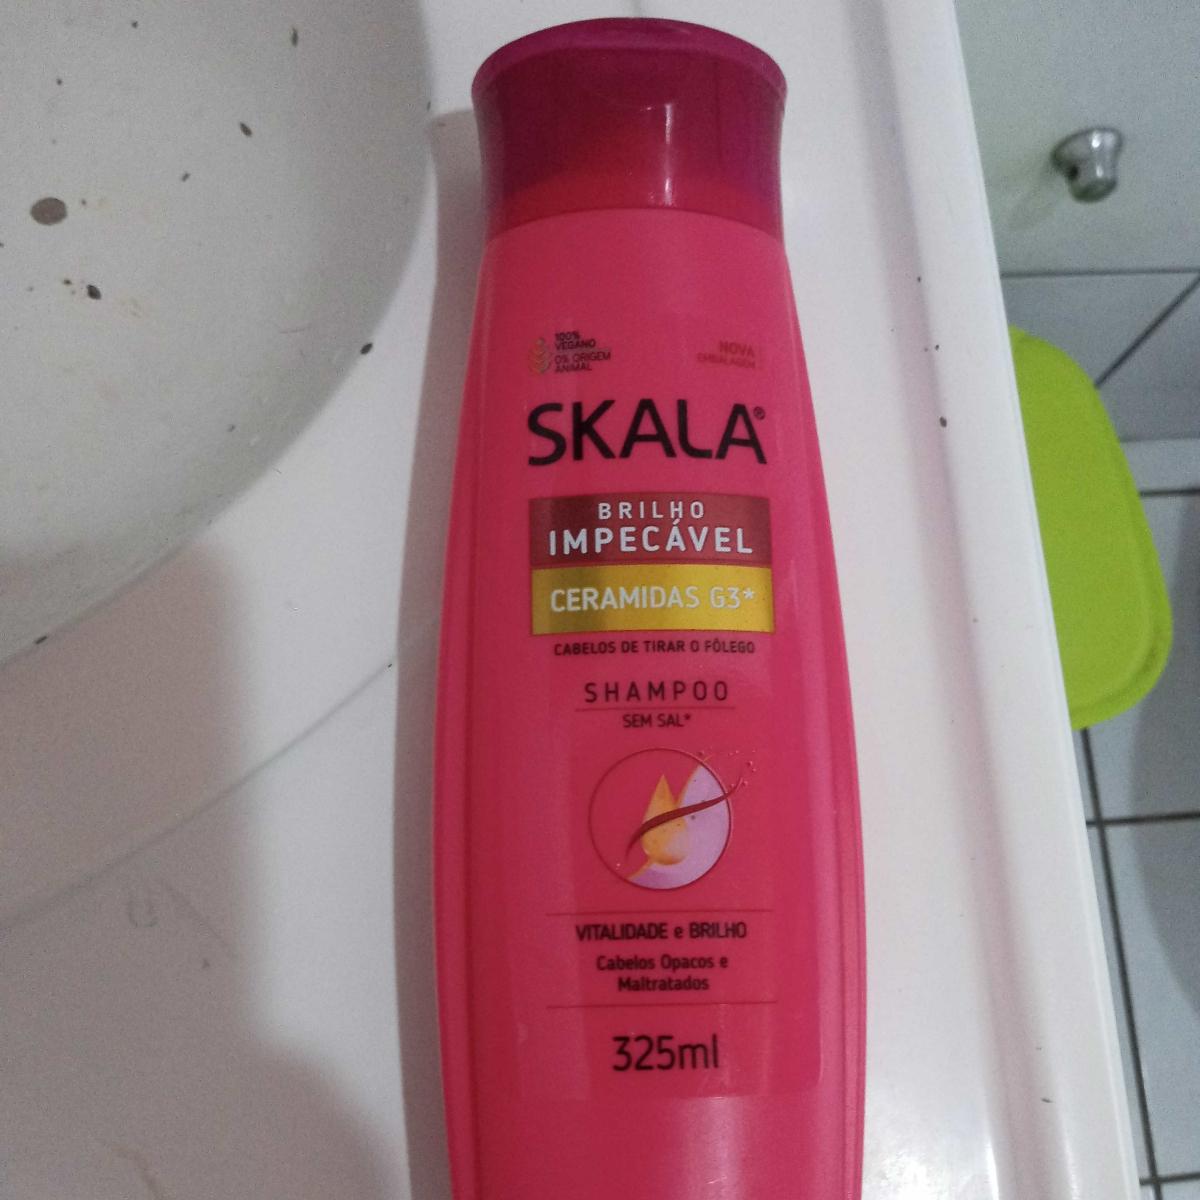 100%
VEGANO
0% ORIGEM
ANIMAL
NOVA
EMBALAGEM
SKALA®
BRILHO
IMPECÁVEL
CERAMIDAS G3*
CABELOS DE TIRAR O FÔLEGO
SHAMPOO
SEM SAL*
VITALIDADE e BRILHO
Cabelos Opacos e
Maltratados
325ml